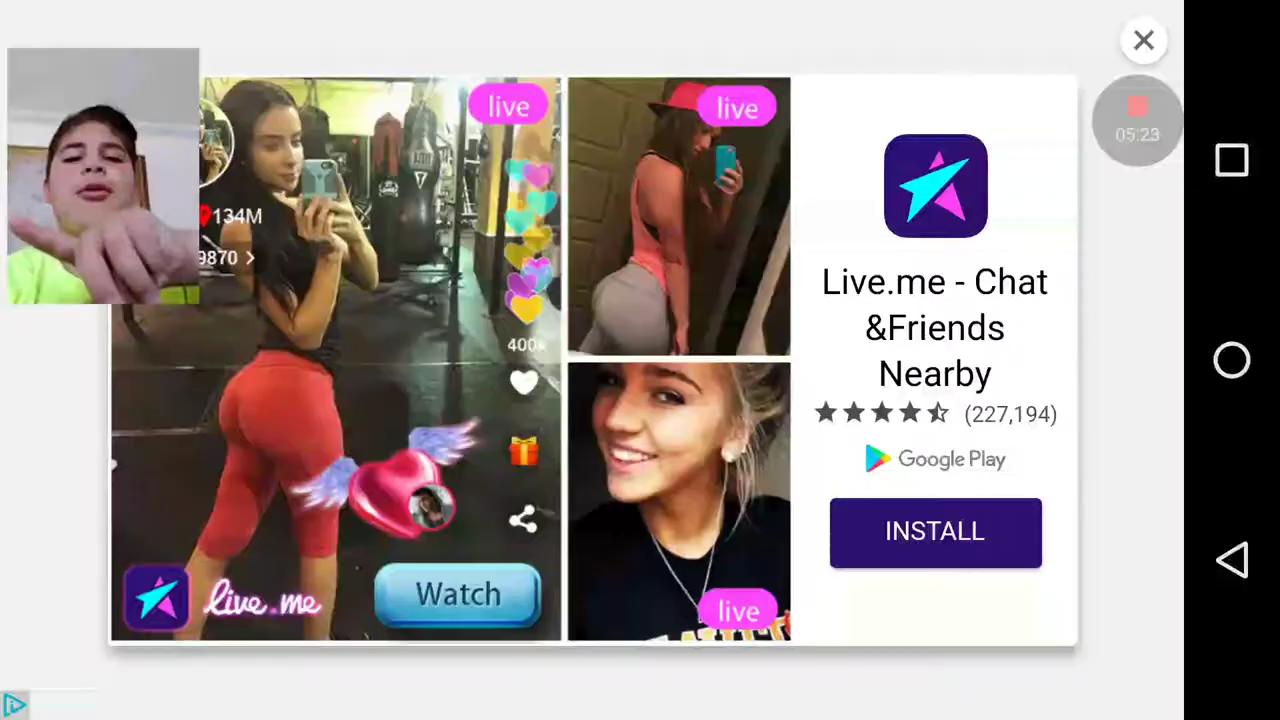 live
134M
9870 >
400k
live.me
Watch
live
live
05:23
Live.me - Chat
&Friends
Nearby
(227,194)
Google Play
INSTALL